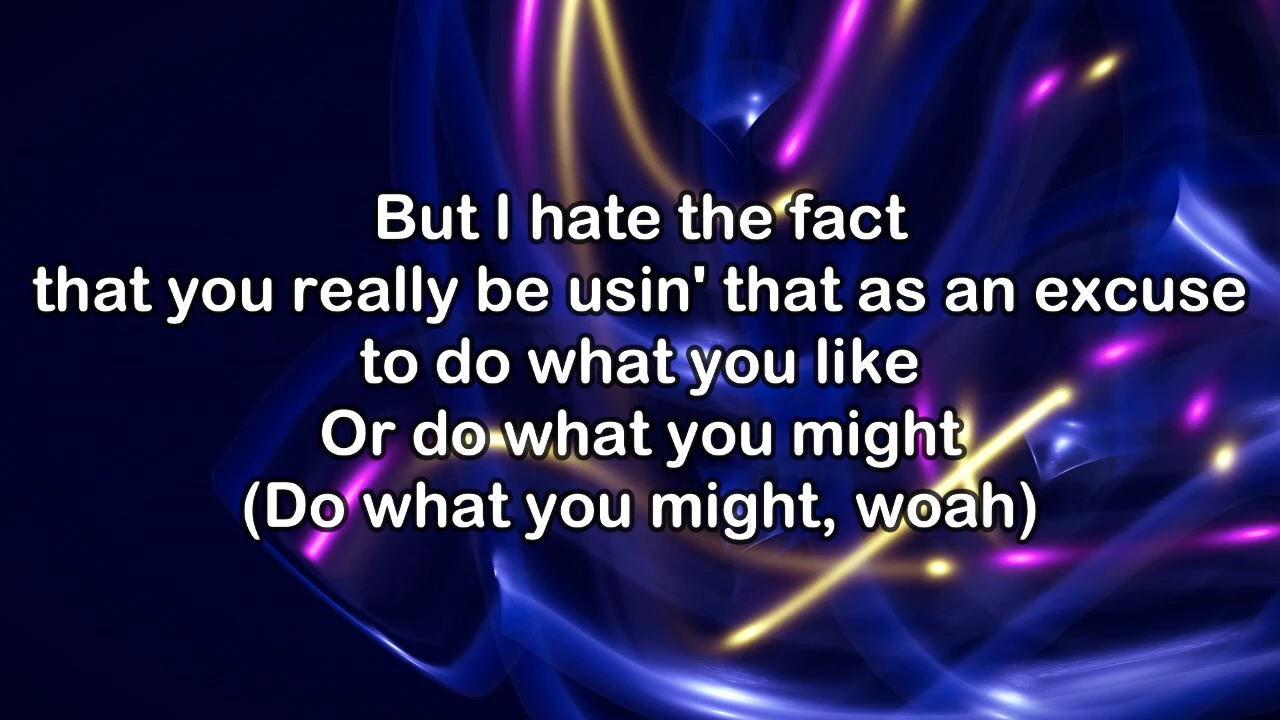 But I hate the fact
that you really be usin' that as an excuse
to do what you like
Or do what you might
(Do what you might, woah)